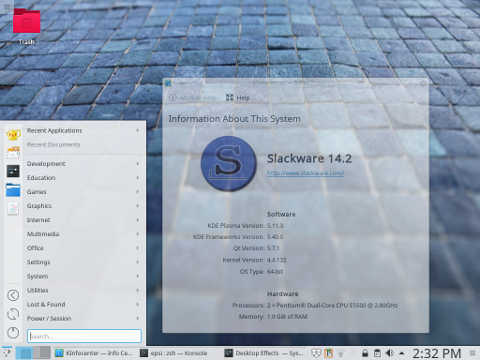 Trash
Help
Information About This System
S
Slackware 14.2
http://www.slackware.com/
Software
KDE Plasma Version: 5.11.3
KDE Frameworks Version: 5.40.0
Qt Version: 5.7.1
Kernel Version: 4.4.132
OS Type: 64-bit
Hardware
Processors: 2 × Pentium® Dual-Core CPU E5500 @ 2.80GHz
Memory: 1.9 GiB of RAM
Recent Applications
Recent Documents
Development
Education
Games
Graphics
Internet
Multimedia
Office
Settings
System
Utilities
Lost & Found
Power / Session
Search...
KInfocenter — Info Ce...
epsi : zsh — Konsole
Desktop Effects — Sys...
2:32 PM